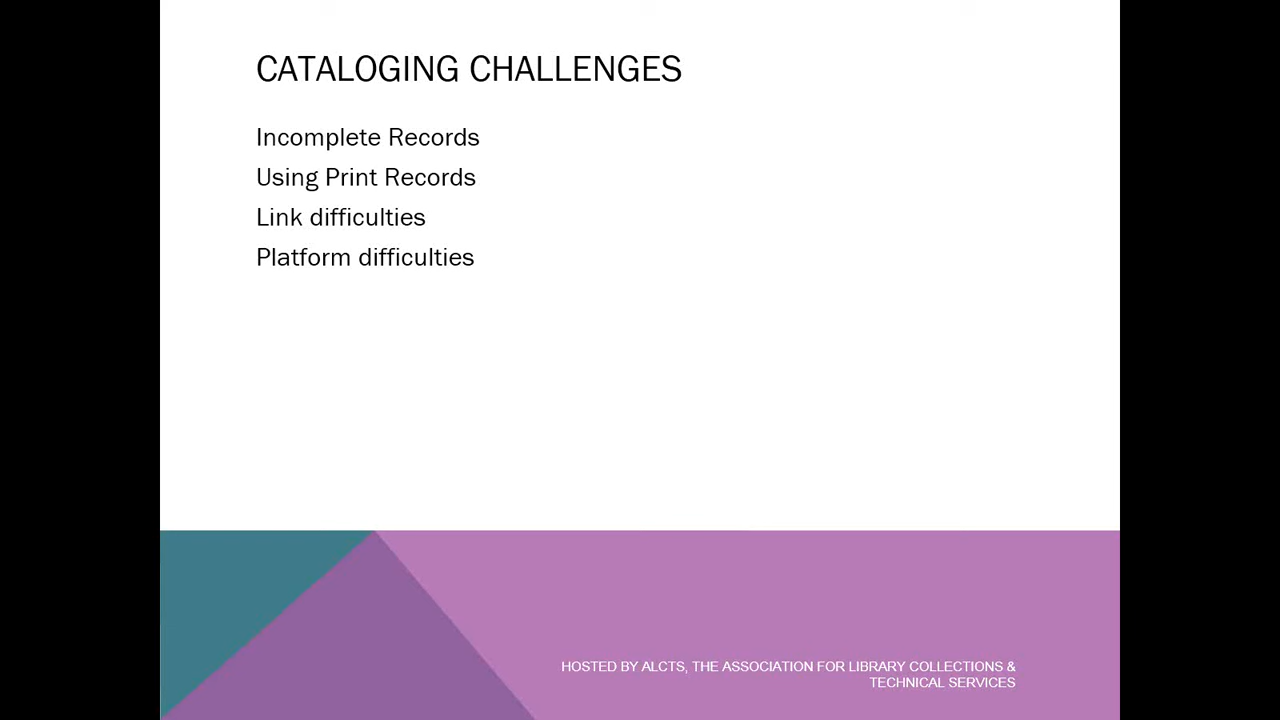 CATALOGING CHALLENGES
Incomplete Records
Using Print Records
Link difficulties
Platform difficulties
HOSTED BY ALCTS, THE ASSOCIATION FOR LIBRARY COLLECTIONS &
TECHNICAL SERVICES